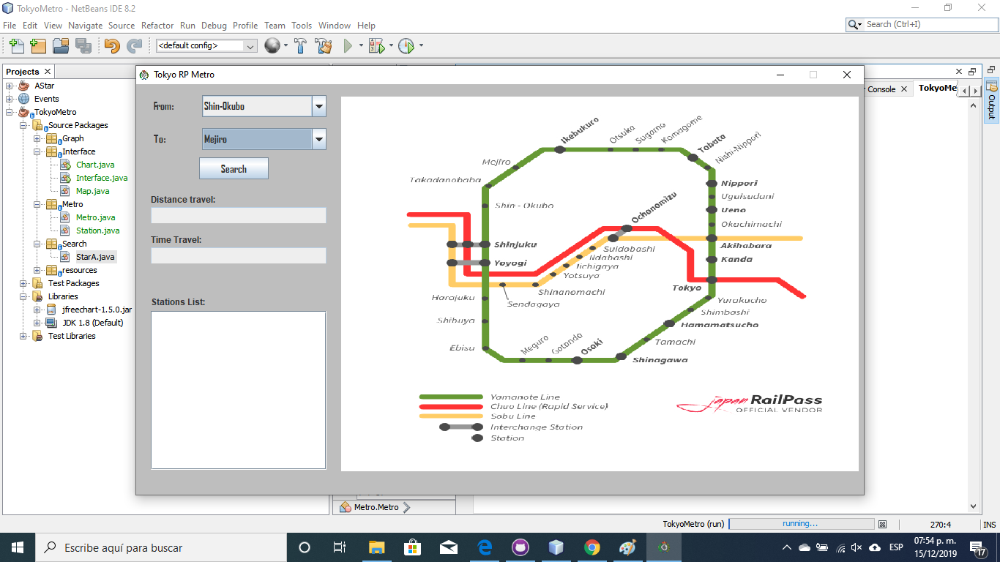 TokyoMetro - NetBeans IDE 8.2
File Edit View Navigate Source Refactor Run Debug Profile Team Tools Window Help
Search (Ctrl+I)
<default config>
Projects
AStar
Events
TokyoMetro
Source Packages
Graph
Interface
Chart.java
Interface.java
Map.java
Metro
Metro.java
Station.java
Search
StarA.java
resources
Test Packages
Libraries
jfreechart-1.5.0.jar
JDK 1.8 (Default)
Test Libraries
Tokyo RP Metro
From:
Shin-Okubo
To:
Mejiro
Search
Distance travel:
Time Travel:
Stations List:
Ikebukuro
Otsuka
Sugamo
Komagome
Tabata
Nishi-Nippori
Mejiro
Takadanobaba
Nippori
Uguisudani
Shin - Okubo
Ochanomizu
Ueno
Okachimachi
Shinjuku
Suidobashi
Akihabara
Iidabashi
Yoyogi
Iichigaya
Kanda
Yotsuya
Tokyo
Shinanomachi
Harajuku
Sendagaya
Yurakucho
Shimbashi
Shibuya
Hamamatsucho
Ebisu
Meguro
Gotanda
Osaki
Tamachi
Shinagawa
Yamanote Line
Chuo Line (Rapid Service)
Sobu Line
Interchange Station
Station
Japan RailPass
OFFICIAL VENDOR
r Console
TokyoMe
Output
Metro.Metro
TokyoMetro (run)
running...
270:4
INS
Escribe aquí para buscar
ESP
07:54 p. m.
15/12/2019
17